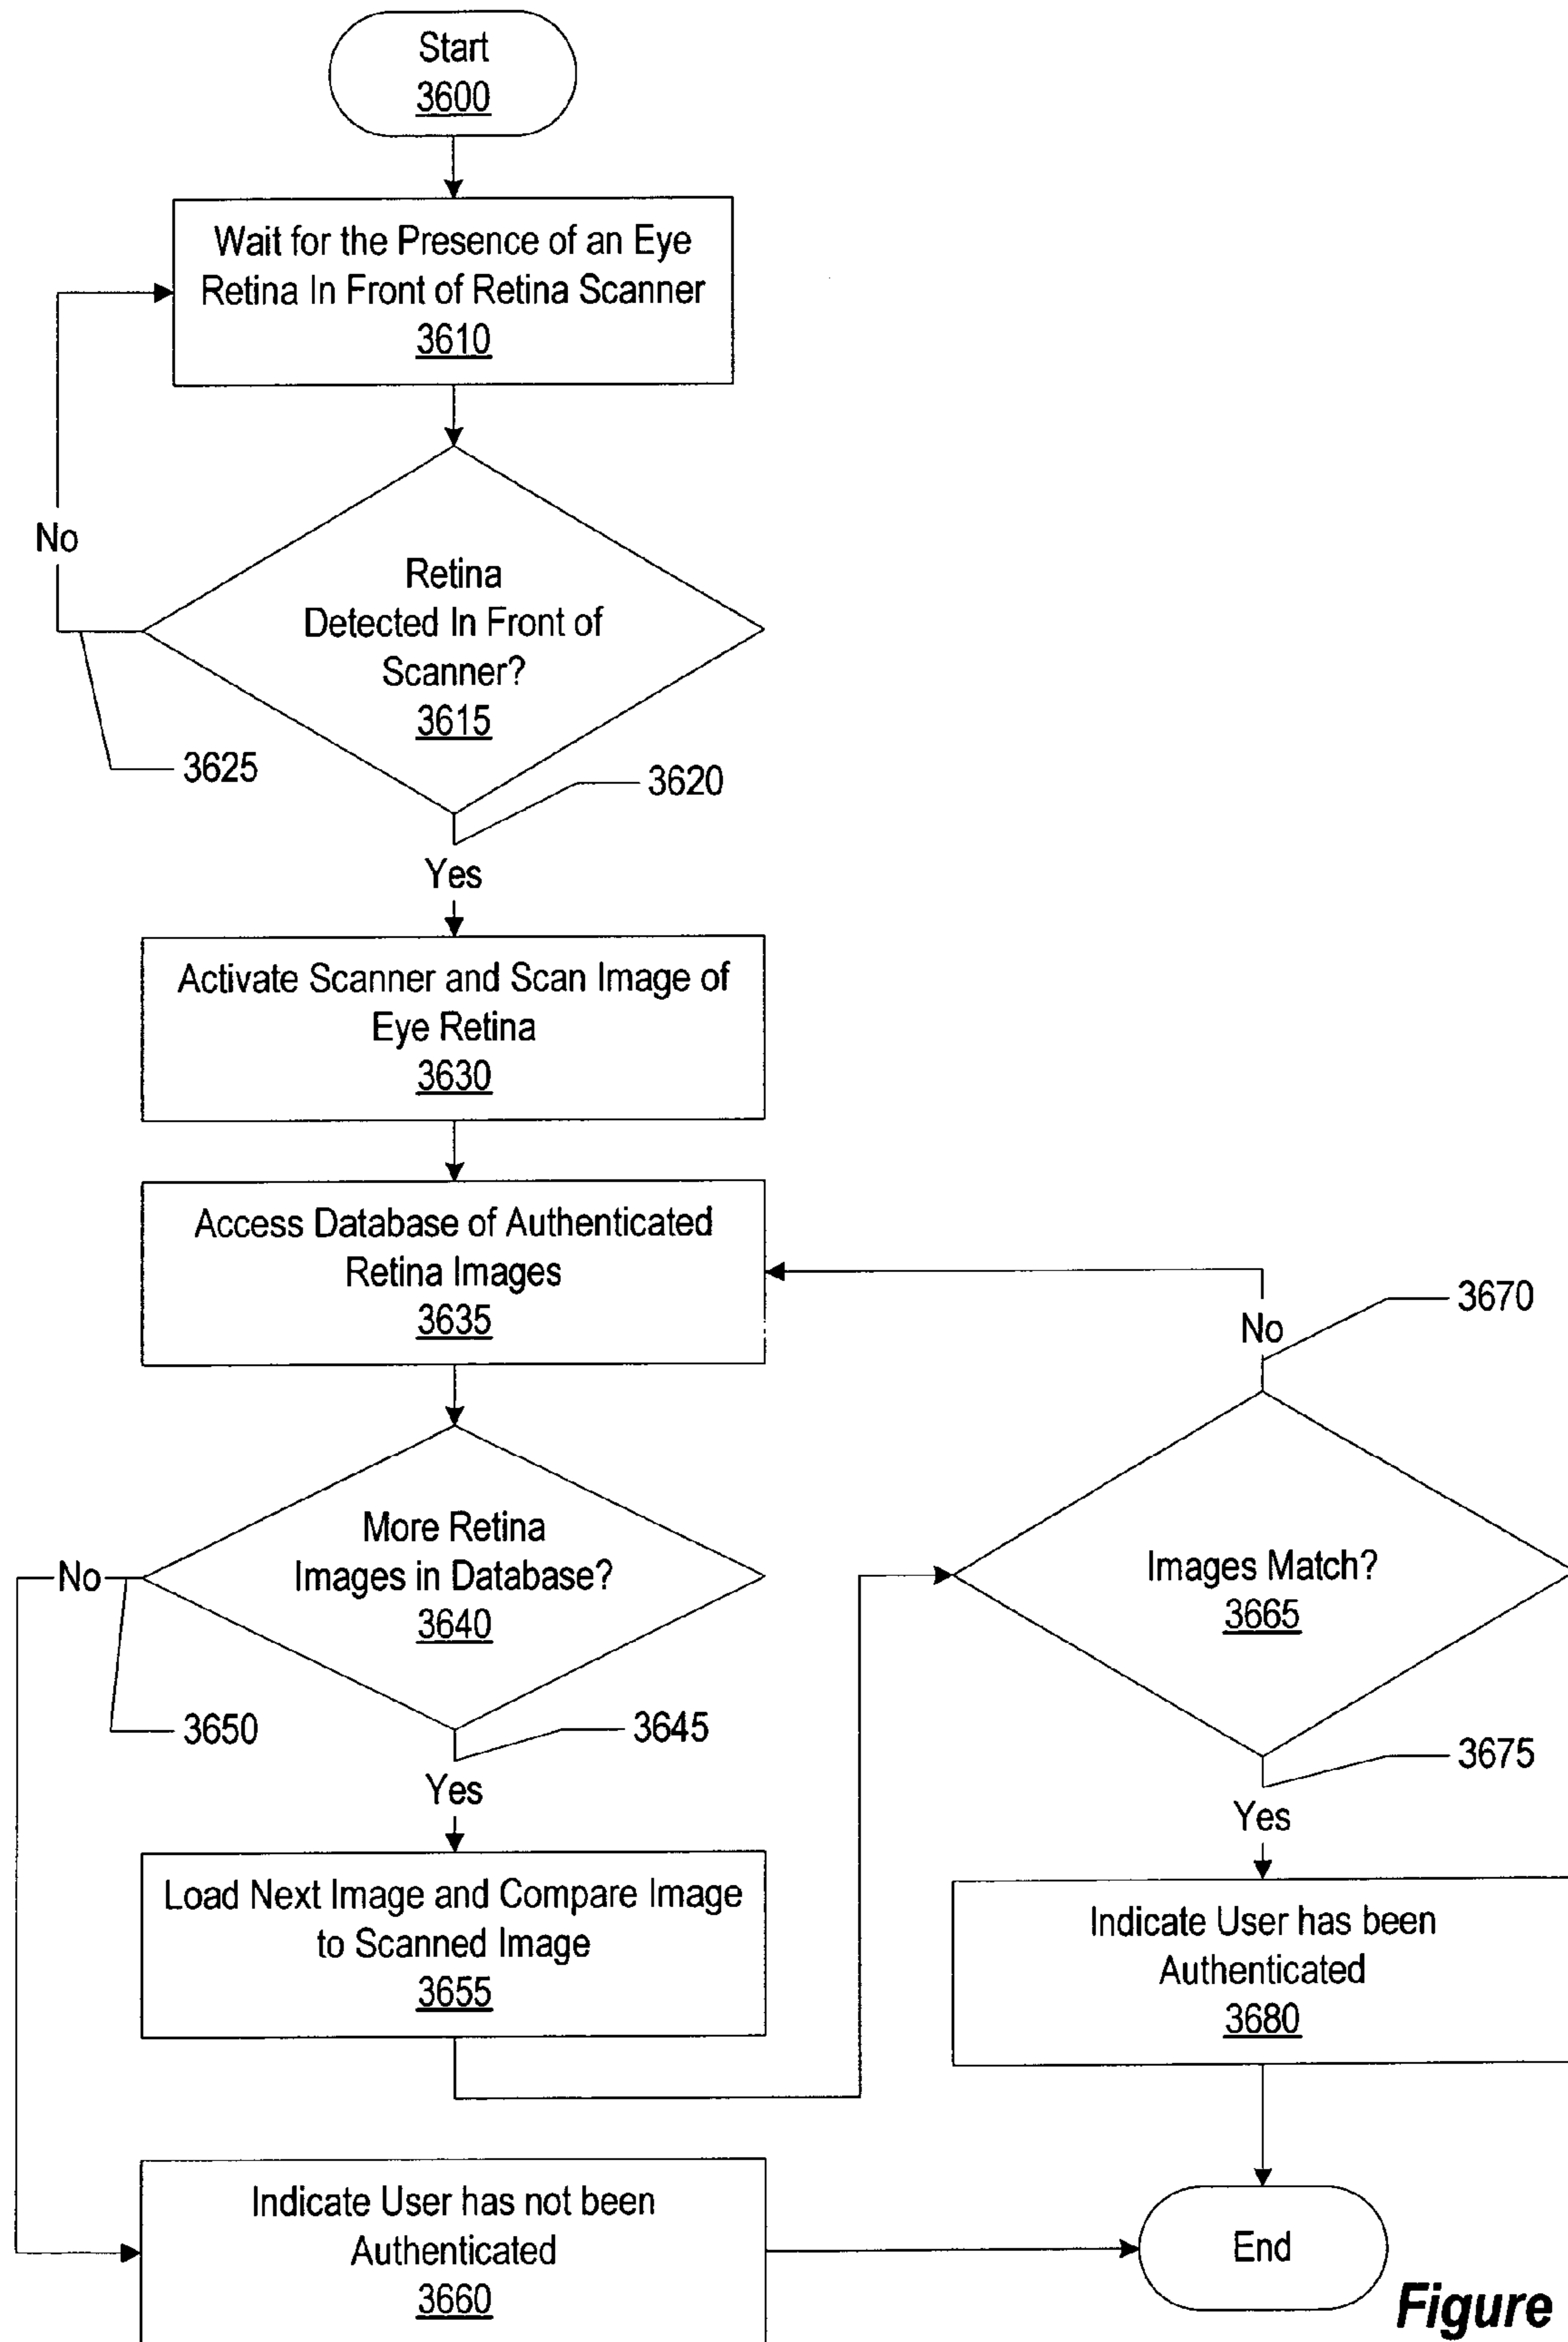 Start
3600
Wait for the Presence of an Eye
Retina In Front of Retina Scanner
3610
No
Retina
Detected In Front of
Scanner?
3615
3625
3620
Yes
Activate Scanner and Scan Image of
Eye Retina
3630
Access Database of Authenticated
Retina Images
3635
3670
No
More Retina
Images in Database?
3640
No
Images Match?
3665
3650
3645
3675
Yes
Yes
Load Next Image and Compare Image
to Scanned Image
3655
Indicate User has been
Authenticated
3680
Indicate User has not been
Authenticated
3660
End
Figure